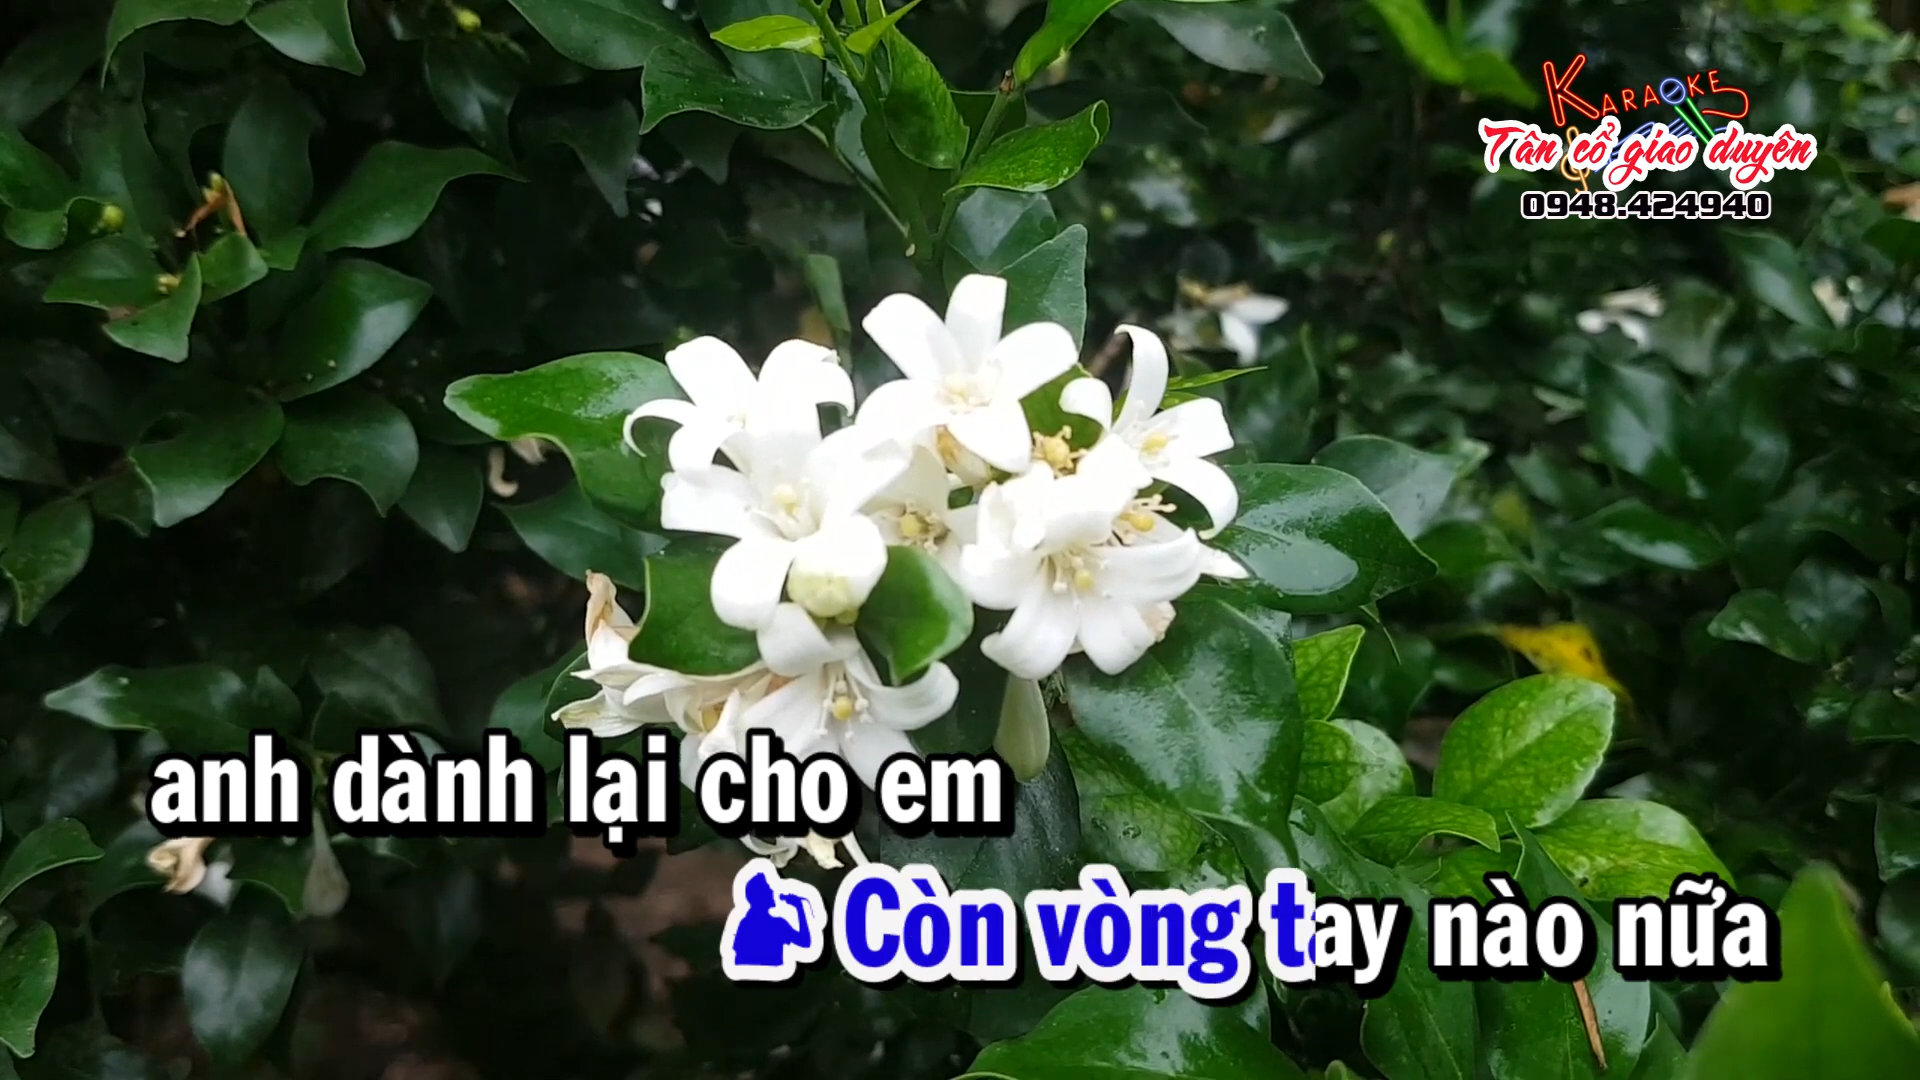 KARAOKE
Tân cổ giao duyên
0948.424940
anh dành lại cho em
Còn vòng tay nào nữa